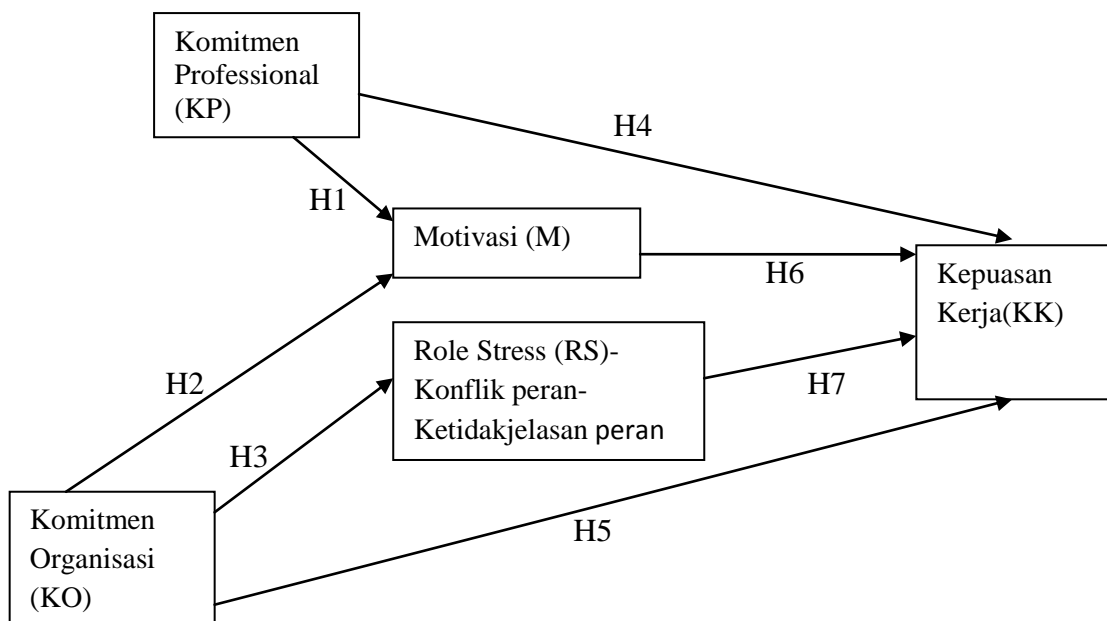 Komitmen
Professional
(KP)
H4
H1
Motivasi (M)
H6
Kepuasan
Kerja(KK)
Role Stress (RS)-
Konflik peran-
Ketidakjelasan peran
H7
H2
H3
Komitmen
Organisasi
(KO)
H5